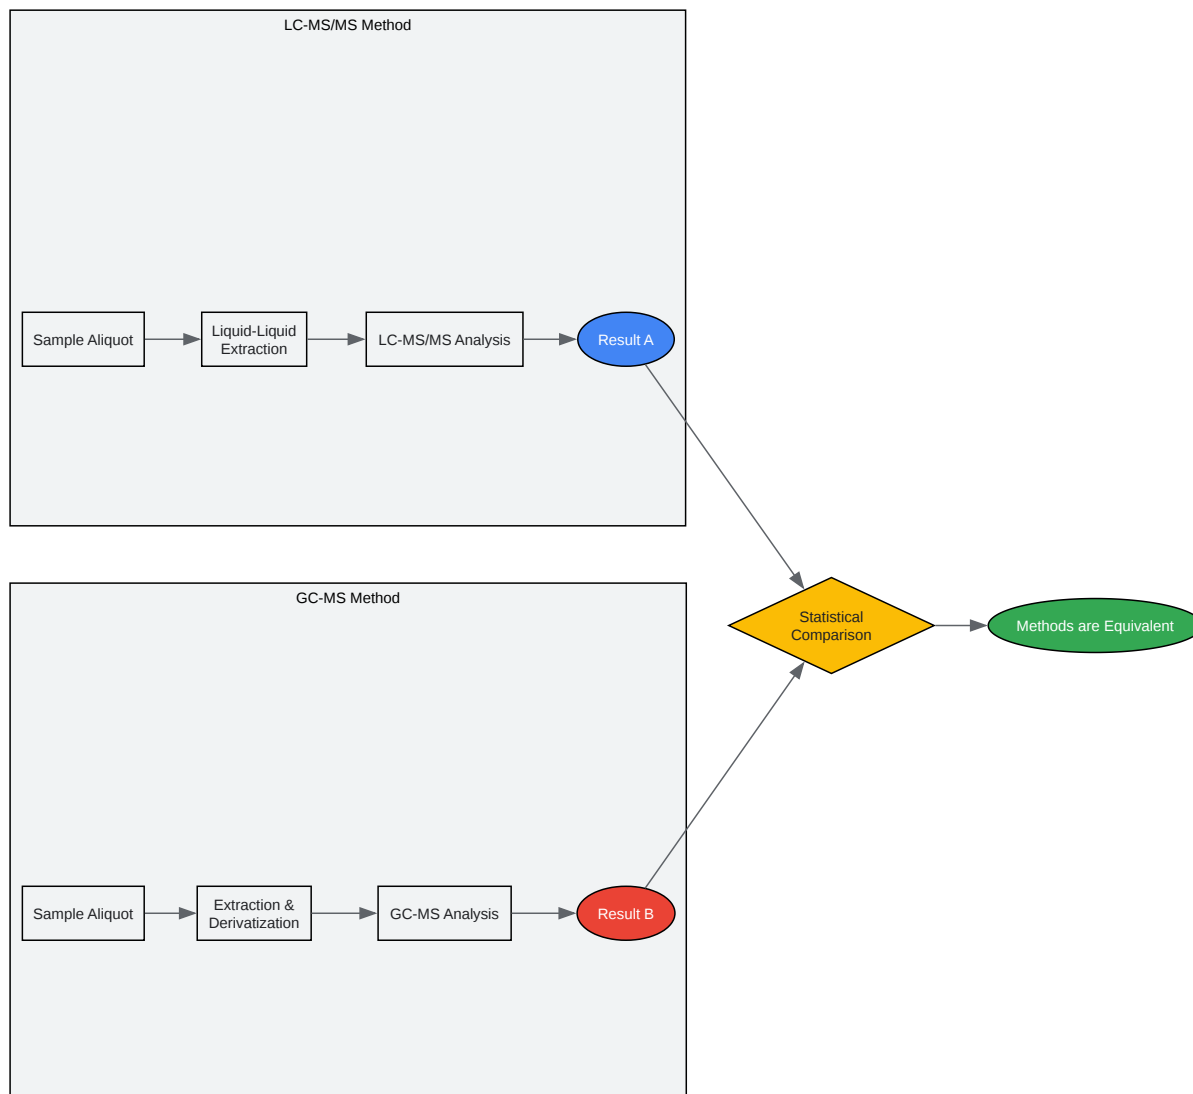 LC-MS/MS Method
Sample Aliquot
Liquid-Liquid
Extraction
LC-MS/MS Analysis
Result A
GC-MS Method
Statistical
Comparison
Methods are Equivalent
Sample Aliquot
Extraction &
Derivatization
GC-MS Analysis
Result B